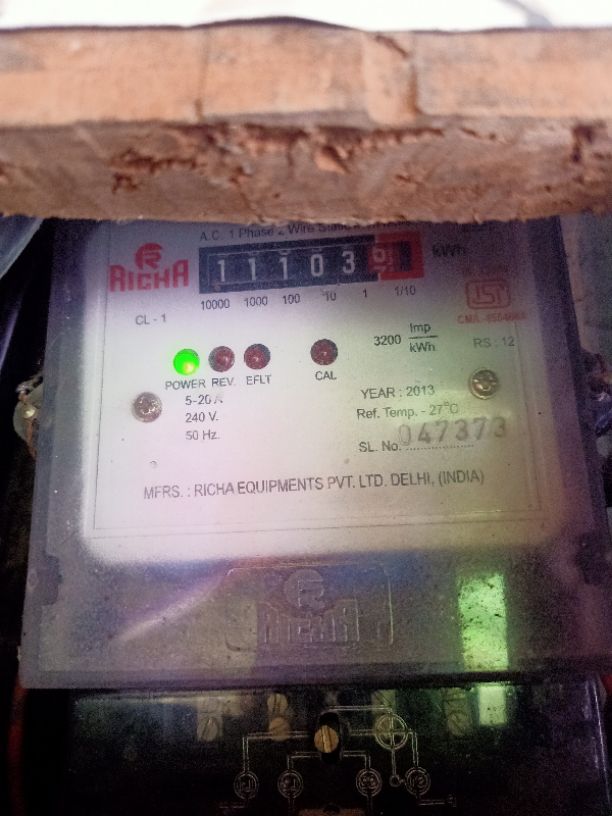 A.C. 1 Phase 2 Wire Static
RICHA
11103 kWh
10000 1000 100 10 1 1/10
CL - 1
ISI
CM/L
3200 Imp/kWh
RS : 12
POWER REV. EFLT CAL
5-20 A
240 V.
50 Hz.
YEAR : 2013
Ref. Temp. - 27°C
SL. No. 047373
MFRS. : RICHA EQUIPMENTS PVT. LTD. DELHI, (INDIA)
RICHA